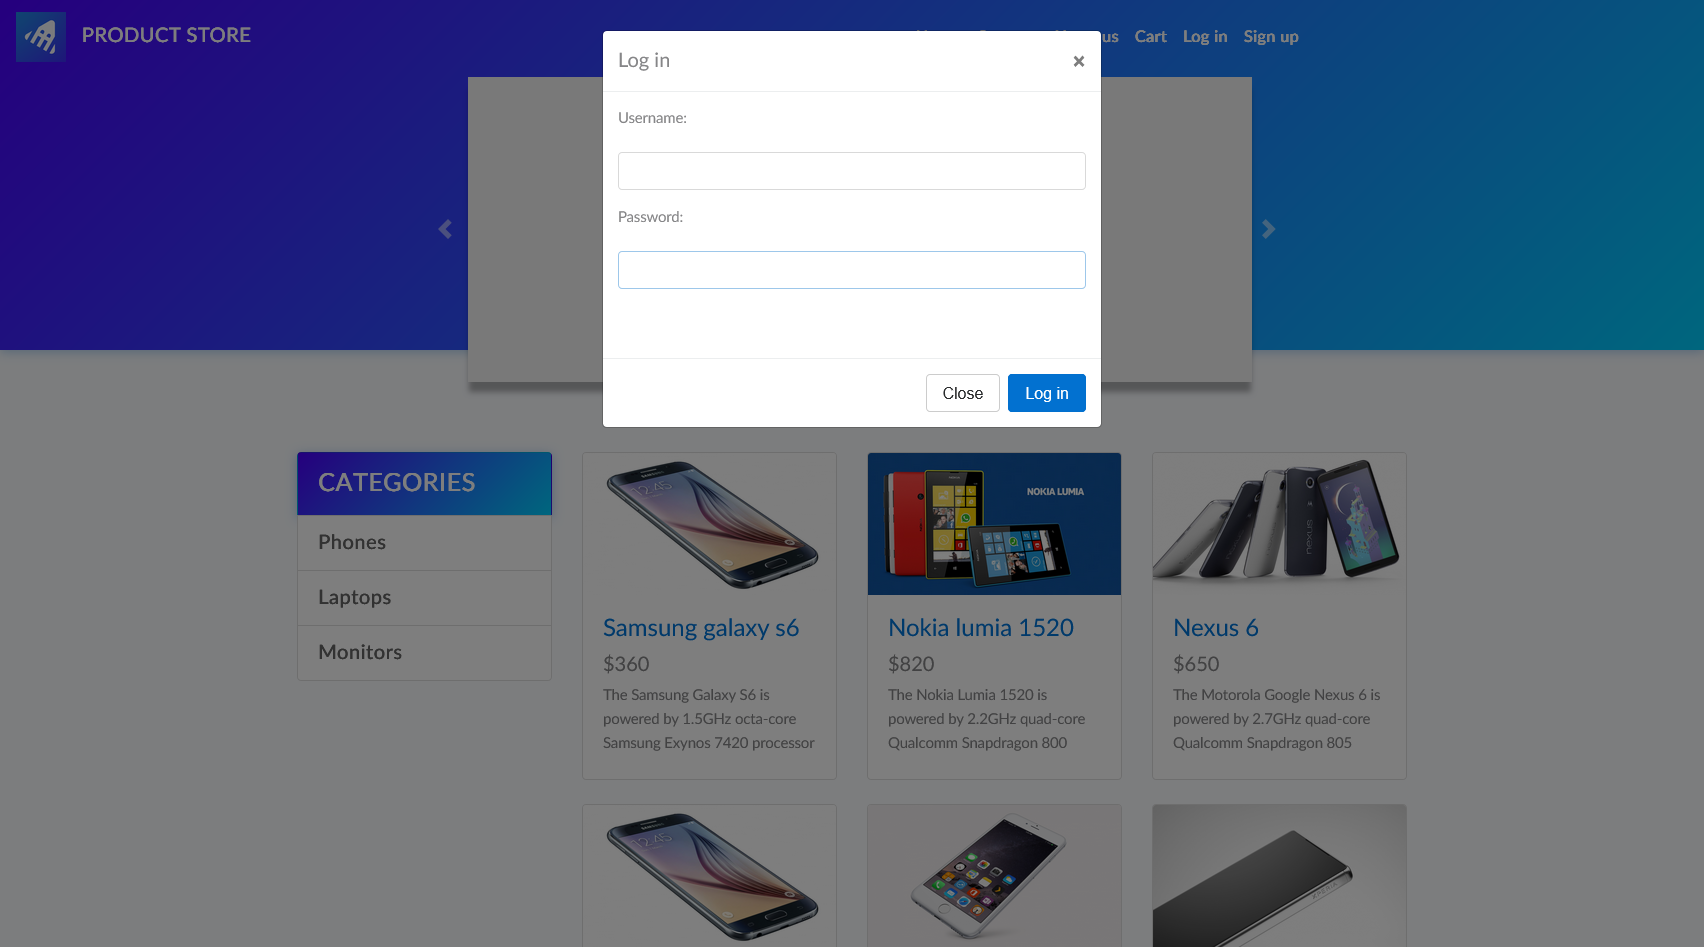 PRODUCT STORE
us Cart Log in Sign up
Log in
×
Username:
Password:
Close Log in
CATEGORIES
Phones
Laptops
Monitors
Samsung galaxy s6
$360
The Samsung Galaxy S6 is
powered by 1.5GHz octa-core
Samsung Exynos 7420 processor
NOKIA LUMIA
Nokia lumia 1520
$820
The Nokia Lumia 1520 is
powered by 2.2GHz quad-core
Qualcomm Snapdragon 800
nexus
Nexus 6
$650
The Motorola Google Nexus 6 is
powered by 2.7GHz quad-core
Qualcomm Snapdragon 805